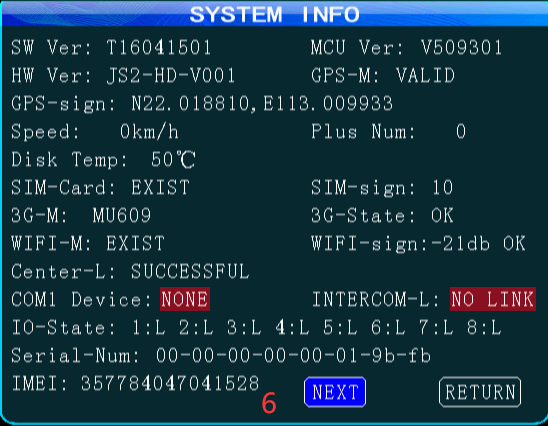 SYSTEM INFO
SW Ver: T16041501 MCU Ver: V509301
HW Ver: JS2-HD-V001 GPS-M: VALID
GPS-sign: N22.018810,E113.009933
Speed: 0km/h Plus Num: 0
Disk Temp: 50℃
SIM-Card: EXIST SIM-sign: 10
3G-M: MU609 3G-State: OK
WIFI-M: EXIST WIFI-sign:-21db OK
Center-L: SUCCESSFUL
COM1 Device: NONE INTERCOM-L: NO LINK
IO-State: 1:L 2:L 3:L 4:L 5:L 6:L 7:L 8:L
Serial-Num: 00-00-00-00-00-01-9b-fb
IMEI: 357784047041528 6 NEXT RETURN